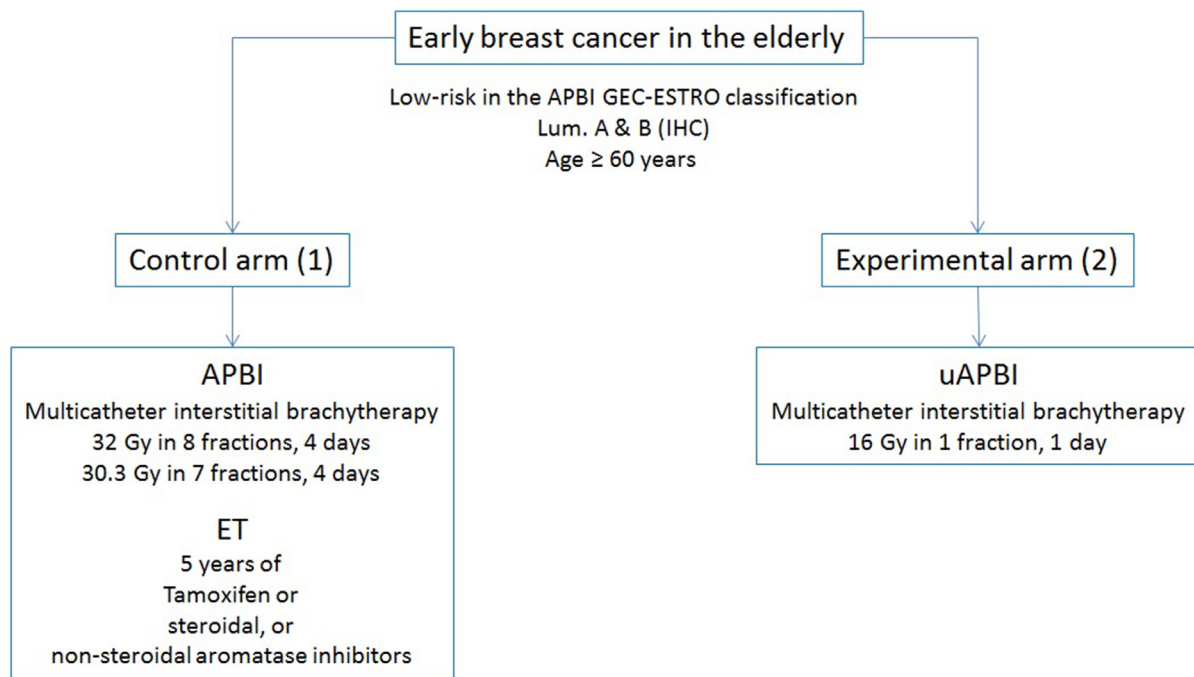 Early breast cancer in the elderly
Low-risk in the APBI GEC-ESTRO classification
Lum. A & B (IHC)
Age ≥ 60 years
Control arm (1)
APBI
Multicatheter interstitial brachytherapy
32 Gy in 8 fractions, 4 days
30.3 Gy in 7 fractions, 4 days
ET
5 years of
Tamoxifen or
steroidal, or
non-steroidal aromatase inhibitors
Experimental arm (2)
uAPBI
Multicatheter interstitial brachytherapy
16 Gy in 1 fraction, 1 day